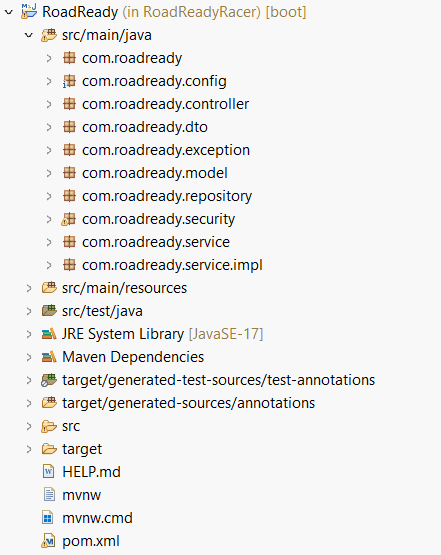 RoadReady (in RoadReadyRacer) [boot]
src/main/java
com.roadready
com.roadready.config
com.roadready.controller
com.roadready.dto
com.roadready.exception
com.roadready.model
com.roadready.repository
com.roadready.security
com.roadready.service
com.roadready.service.impl
src/main/resources
src/test/java
JRE System Library [JavaSE-17]
Maven Dependencies
target/generated-test-sources/test-annotations
target/generated-sources/annotations
src
target
HELP.md
mvnw
mvnw.cmd
pom.xml